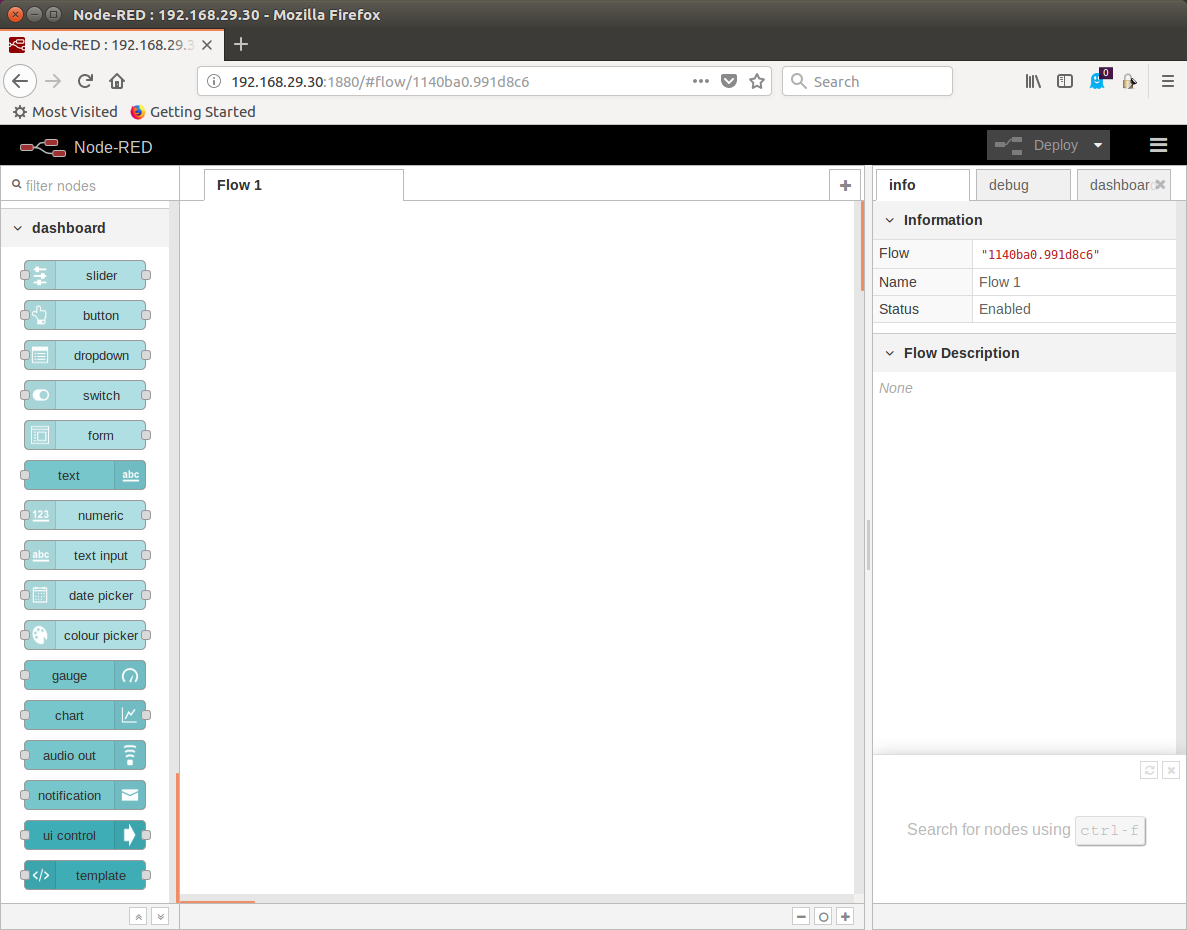 Node-RED : 192.168.29.30 - Mozilla Firefox
Node-RED : 192.168.29.3
192.168.29.30:1880/#flow/1140ba0.991d8c6
Search
0
Most Visited
Getting Started
Node-RED
Deploy
filter nodes
Flow 1
info
debug
dashboar
dashboard
slider
button
dropdown
switch
form
text
abc
123
numeric
abc
text input
date picker
colour picker
gauge
chart
audio out
notification
ui control
</>
template
Information
Flow
"1140ba0.991d8c6"
Name
Flow 1
Status
Enabled
Flow Description
None
Search for nodes using ctrl-f